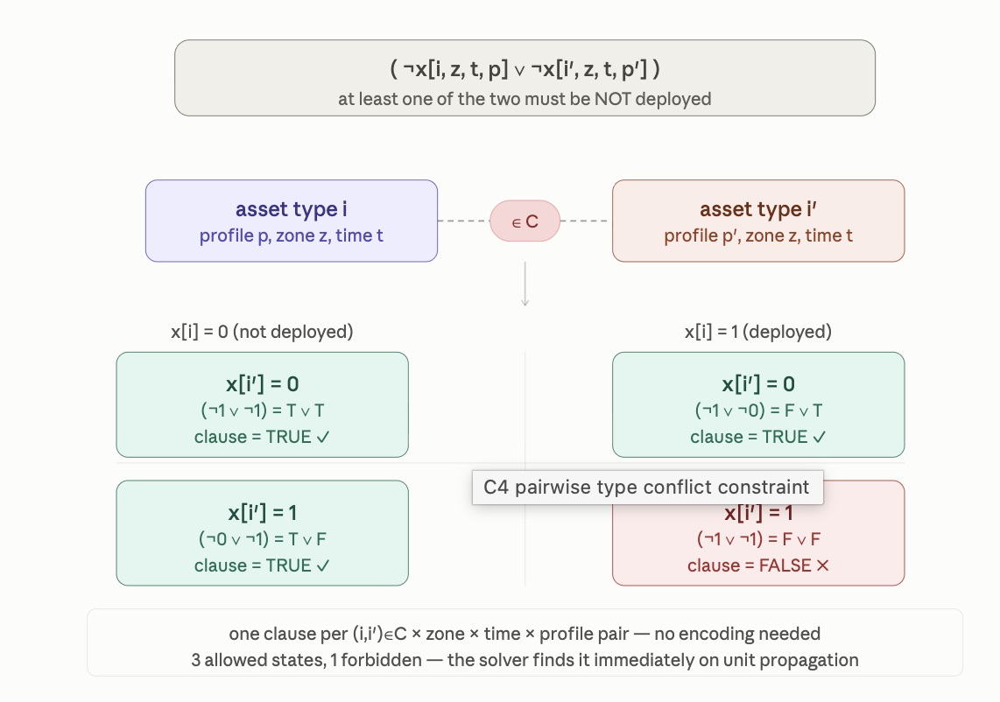 ( ¬x[i, z, t, p] ∨ ¬x[i′, z, t, p′] )
at least one of the two must be NOT deployed
asset type i
profile p, zone z, time t
∈ C
asset type i′
profile p′, zone z, time t
x[i] = 0 (not deployed)
x[i] = 1 (deployed)
x[i′] = 0
(¬1 ∨ ¬1) = T ∨ T
clause = TRUE ✓
x[i′] = 0
(¬1 ∨ ¬0) = F ∨ T
clause = TRUE ✓
C4 pairwise type conflict constraint
x[i′] = 1
(¬0 ∨ ¬1) = T ∨ F
clause = TRUE ✓
x[i′] = 1
(¬1 ∨ ¬1) = F ∨ F
clause = FALSE ✕
one clause per (i,i′)∈C × zone × time × profile pair — no encoding needed
3 allowed states, 1 forbidden — the solver finds it immediately on unit propagation